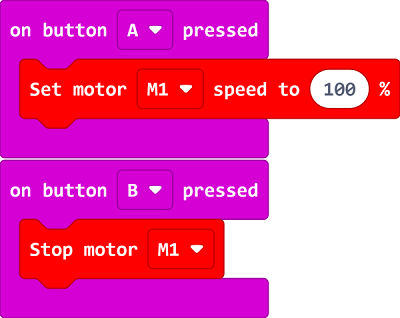 on button A pressed
Set motor M1 speed to 100 %
on button B pressed
Stop motor M1